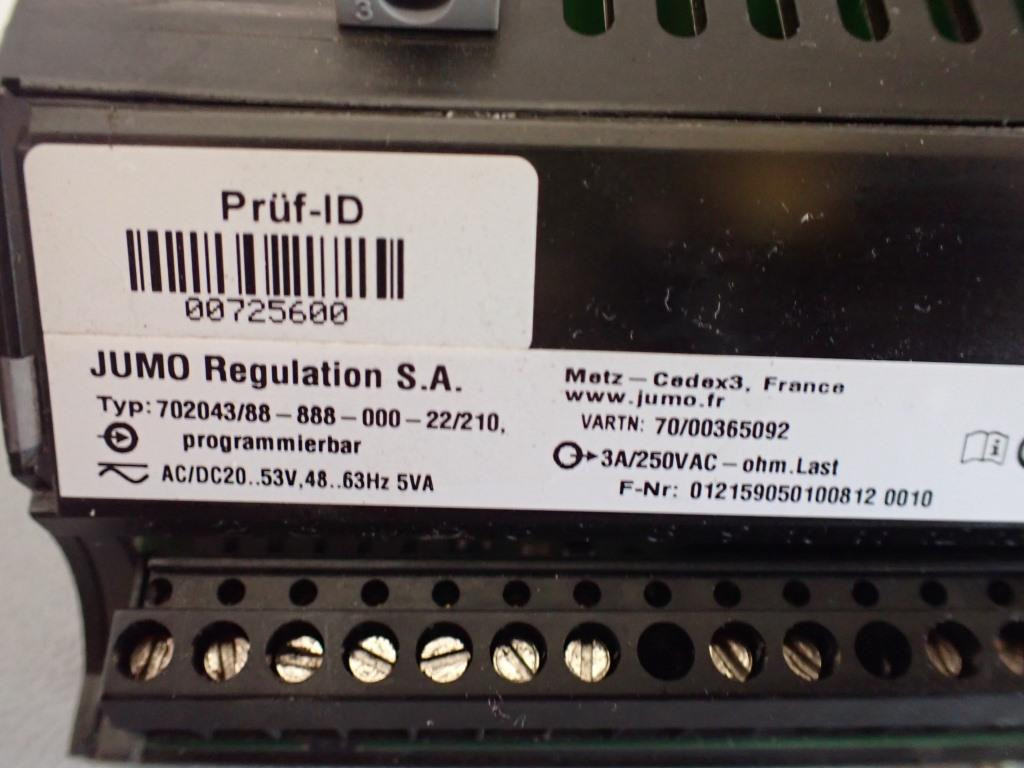 3
Prüf-ID
00725600
JUMO Regulation S.A.
Typ: 702043/88-888-000-22/210,
programmierbar
AC/DC20..53V,48..63Hz 5VA
Metz-Cedex3, France
www.jumo.fr
VARTN: 70/00365092
3A/250VAC-ohm.Last
F-Nr: 012159050100812 0010